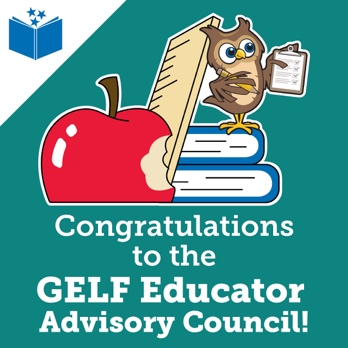 Congratulations
to the
GELF Educator
Advisory Council!